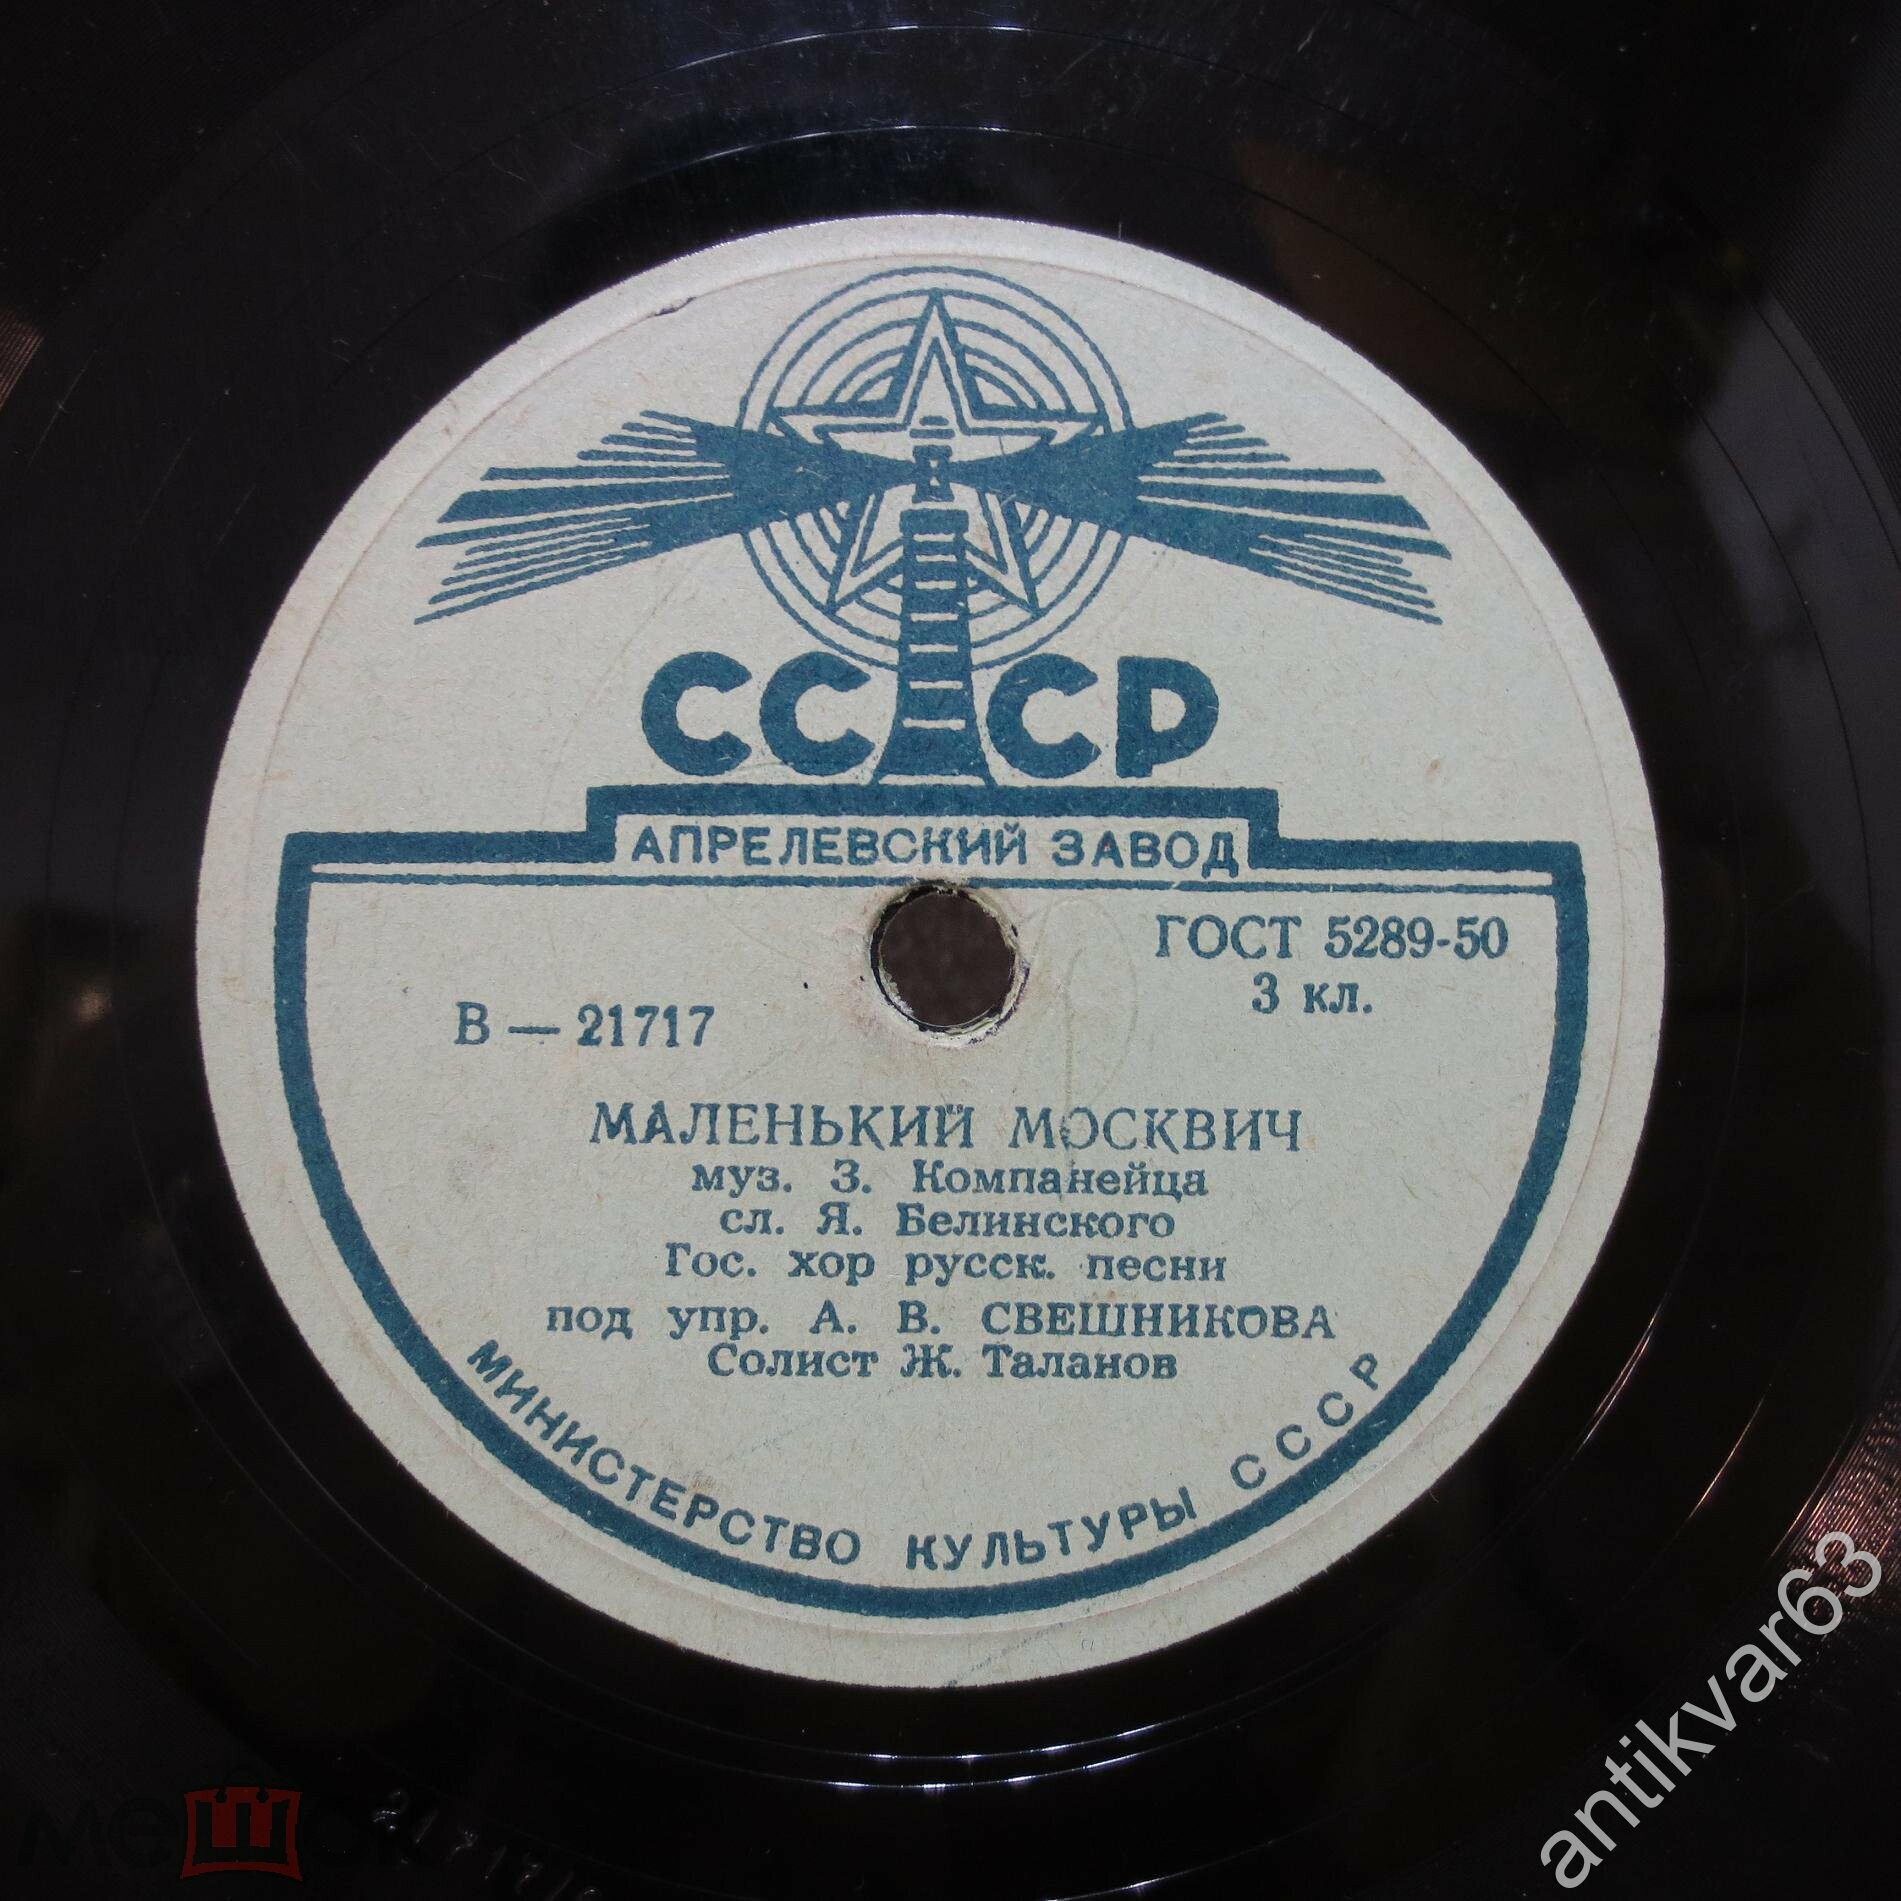 СССР
АПРЕЛЕВСКИЙ ЗАВОД
ГОСТ 5289-50
3 кл.
В — 21717
МАЛЕНЬКИЙ МОСКВИЧ
муз. З. Компанейца
сл. Я. Белинского
Гос. хор русск. песни
под упр. А. В. СВЕШНИКОВА
Солист Ж. Таланов
МИНИСТЕРСТВО КУЛЬТУРЫ СССР
antikvar63
мешок